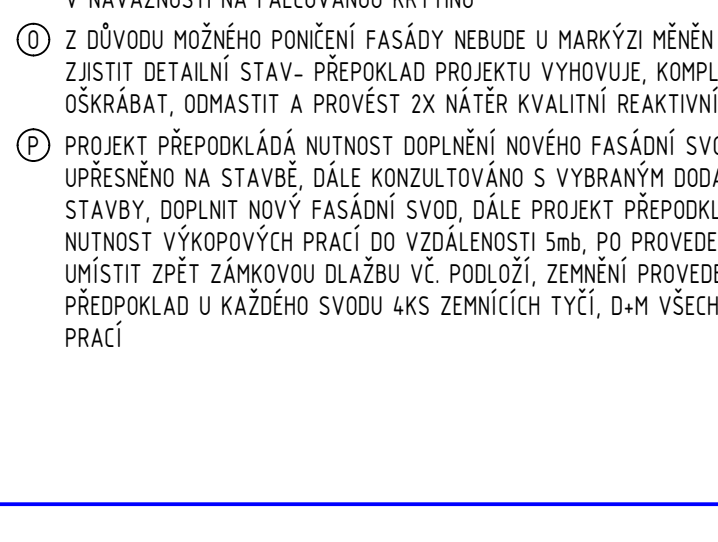 V NÁVAZNOSTI NA FALCOVANOU KRYTINU
O Z DŮVODU MOŽNÉHO PONIČENÍ FASÁDY NEBUDE U MARKÝZI MĚNĚN
ZJISTIT DETAILNÍ STAV- PŘEPOKLAD PROJEKTU VYHOVUJE, KOMPL
OŠKRÁBAT, ODMASTIT A PROVÉST 2X NÁTĚR KVALITNÍ REAKTIVNÍ
P PROJEKT PŘEPODKLÁDÁ NUTNOST DOPLNĚNÍ NOVÉHO FASÁDNÍ SVO
UPŘESNĚNO NA STAVBĚ, DÁLE KONZULTOVÁNO S VYBRANÝM DODA
STAVBY, DOPLNIT NOVÝ FASÁDNÍ SVOD, DÁLE PROJEKT PŘEPODKL
NUTNOST VÝKOPOVÝCH PRACÍ DO VZDÁLENOSTI 5mb, PO PROVEDE
UMÍSTIT ZPĚT ZÁMKOVOU DLAŽBU VČ. PODLOŽÍ, ZEMNĚNÍ PROVEDE
PŘEDPOKLAD U KAŽDÉHO SVODU 4KS ZEMNÍCÍCH TYČÍ, D+M VŠECH
PRACÍ